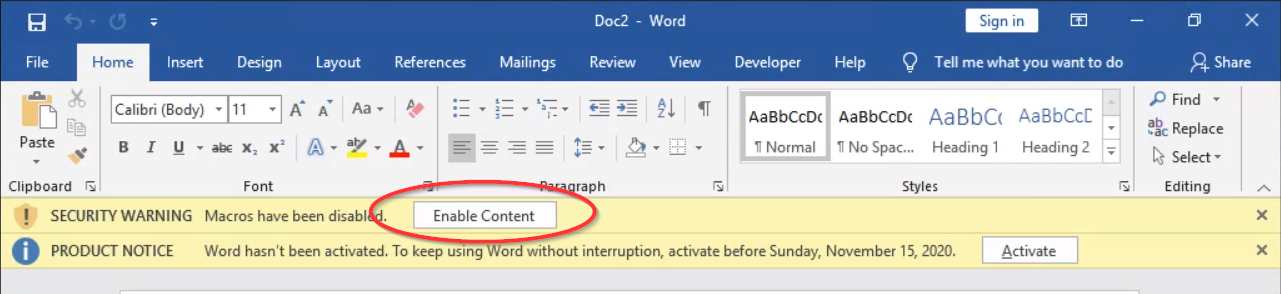 Doc2 - Word
Sign in
File Home Insert Design Layout References Mailings Review View Developer Help Tell me what you want to do Share
Calibri (Body) 11 Aa
AaBbCcDc AaBbCcDc AaBbCc AaBbCcD
Find
Replace
Select
Paste
B I U abc X₂ X² A ab A
¶ Normal ¶ No Spac... Heading 1 Heading 2
Clipboard Font Paragraph Styles Editing
SECURITY WARNING Macros have been disabled. Enable Content
PRODUCT NOTICE Word hasn't been activated. To keep using Word without interruption, activate before Sunday, November 15, 2020. Activate